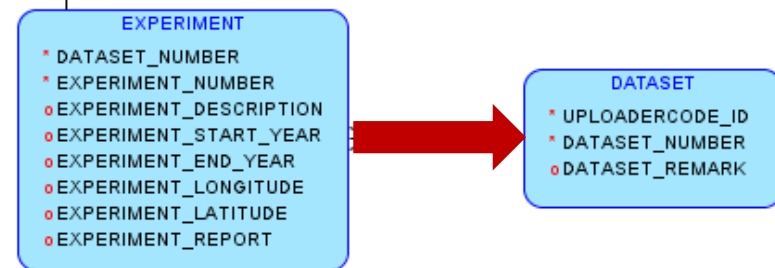 EXPERIMENT
* DATASET_NUMBER
* EXPERIMENT_NUMBER
o EXPERIMENT_DESCRIPTION
o EXPERIMENT_START_YEAR
o EXPERIMENT_END_YEAR
o EXPERIMENT_LONGITUDE
o EXPERIMENT_LATITUDE
o EXPERIMENT_REPORT
DATASET
* UPLOADERCODE_ID
* DATASET_NUMBER
o DATASET_REMARK